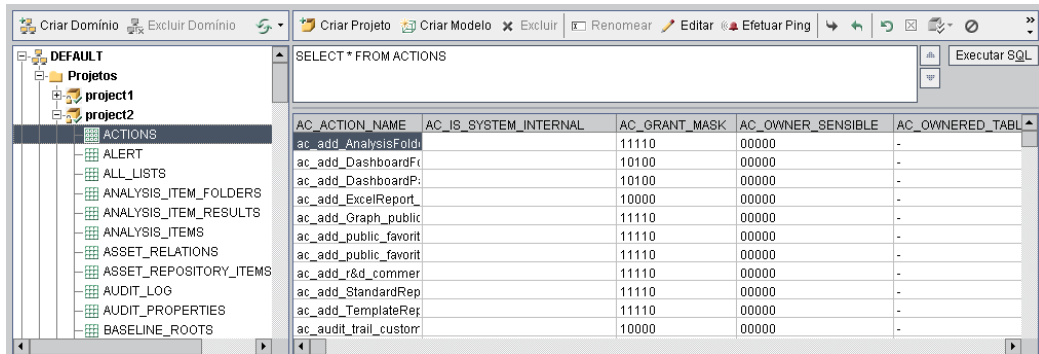 Criar Domínio Excluir Domínio Criar Projeto Criar Modelo Excluir Renomear Editar Efetuar Ping
DEFAULT
Projetos
project1
project2
ACTIONS
ALERT
ALL_LISTS
ANALYSIS_ITEM_FOLDERS
ANALYSIS_ITEM_RESULTS
ANALYSIS_ITEMS
ASSET_RELATIONS
ASSET_REPOSITORY_ITEMS
AUDIT_LOG
AUDIT_PROPERTIES
BASELINE_ROOTS
SELECT * FROM ACTIONS
Executar SQL
AC_ACTION_NAME AC_IS_SYSTEM_INTERNAL AC_GRANT_MASK AC_OWNER_SENSIBLE AC_OWNERED_TABL
ac_add_AnalysisFold 11110 00000 -
ac_add_DashboardF 10100 00000 -
ac_add_DashboardP 10100 00000 -
ac_add_ExcelReport_ 10000 00000 -
ac_add_Graph_public 11110 00000 -
ac_add_public_favorit 11110 00000 -
ac_add_public_favorit 11110 00000 -
ac_add_r&d_commer 11110 00000 -
ac_add_StandardRep 11110 00000 -
ac_add_TemplateRep 11110 00000 -
ac_audit_trail_custom 10000 00000 -